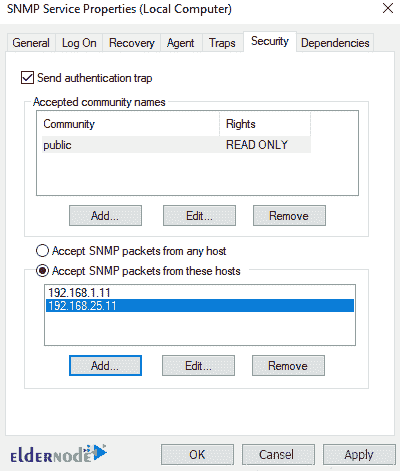 SNMP Service Properties (Local Computer)
General Log On Recovery Agent Traps Security Dependencies
Send authentication trap
Accepted community names
Community Rights
public READ ONLY
Add... Edit... Remove
Accept SNMP packets from any host
Accept SNMP packets from these hosts
192.168.1.11
192.168.25.11
Add... Edit... Remove
elderNode OK Cansel Apply